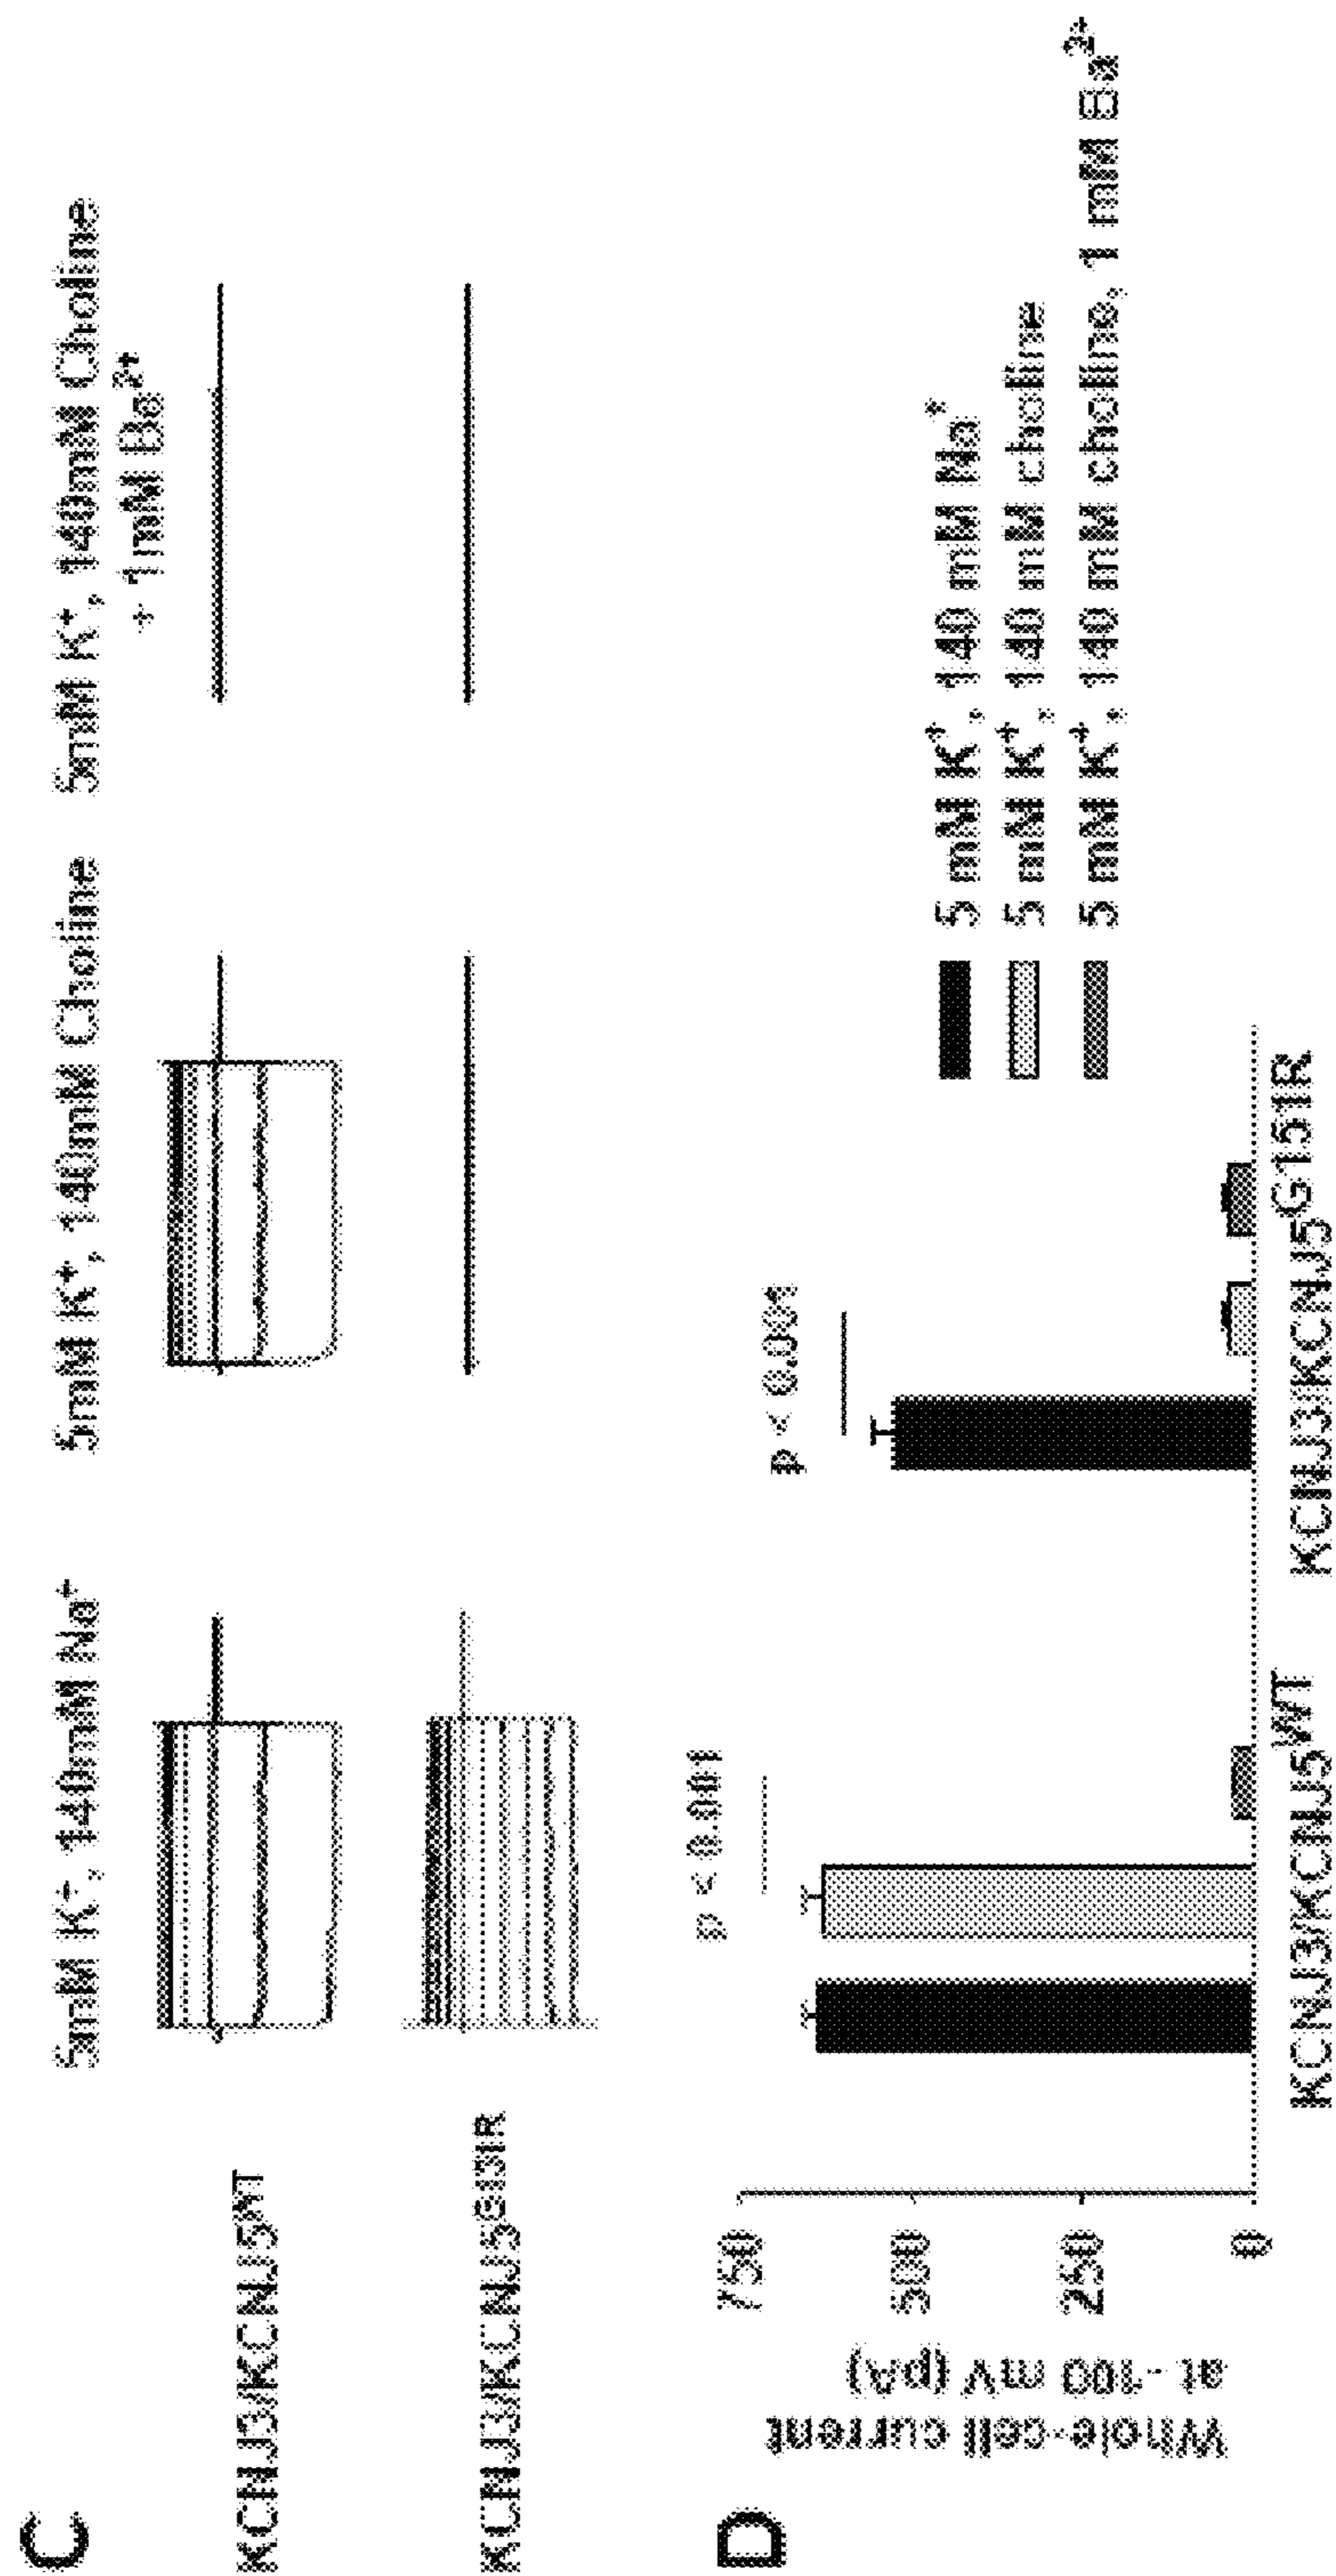 C
5mM K⁺, 140mM Na⁺
5mM K⁺, 140mM Choline
5mM K⁺, 140mM Choline
+ 1mM Ba²⁺
KCNJ3/KCNJ5ᵂᵀ
KCNJ3/KCNJ5ᴳ¹⁵¹ᴿ
D
Whole-cell current
at -100 mV (pA)
750
500
250
0
p < 0.001
p < 0.001
KCNJ3/KCNJ5ᵂᵀ
KCNJ3/KCNJ5ᴳ¹⁵¹ᴿ
5 mM K⁺, 140 mM Na⁺
5 mM K⁺, 140 mM choline
5 mM K⁺, 140 mM choline, 1 mM Ba²⁺